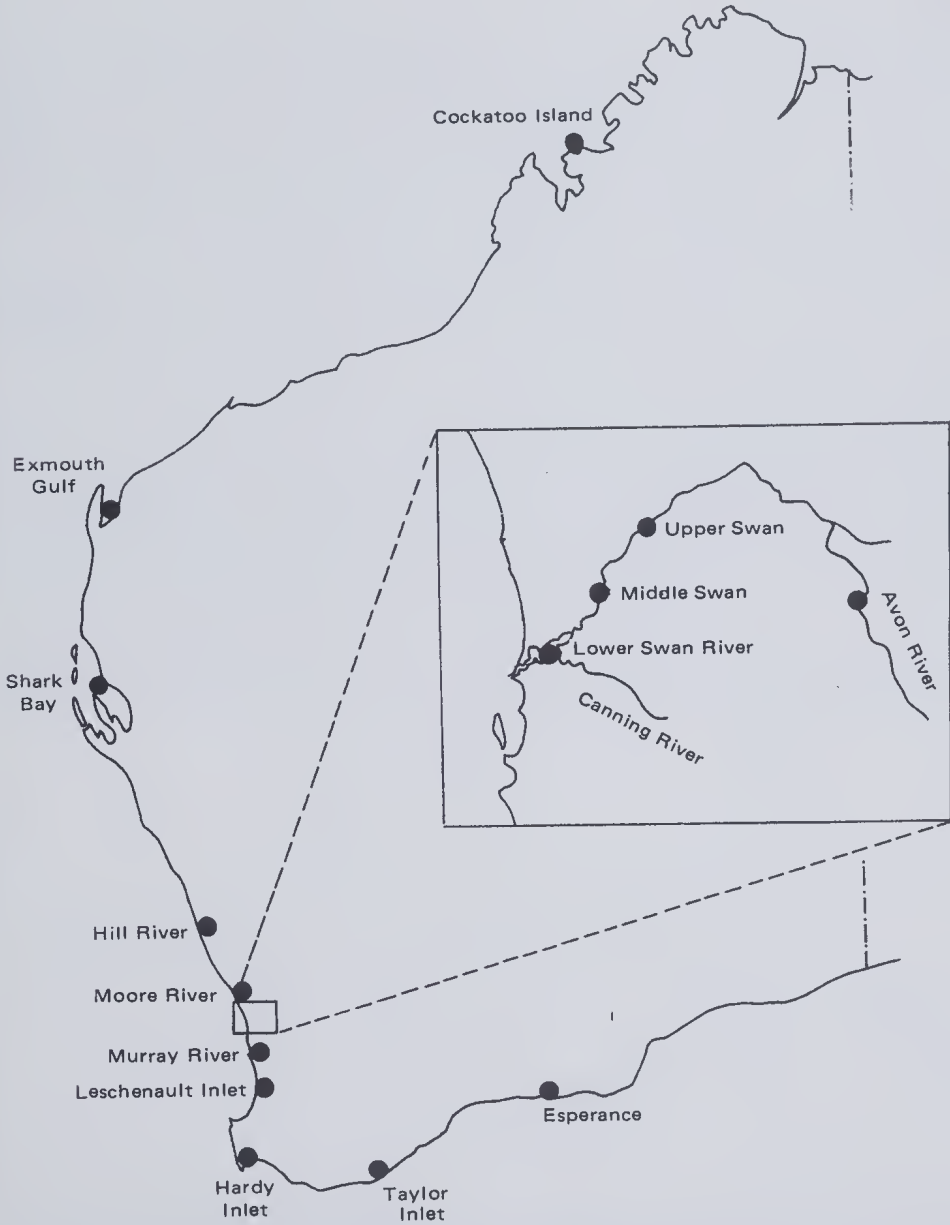 Cockatoo Island
Exmouth
Gulf
Upper Swan
Middle Swan
Avon River
Lower Swan River
Shark
Bay
Canning River
Hill River
Moore River
Murray River
Leschenault Inlet
Esperance
Hardy
Inlet
Taylor
Inlet